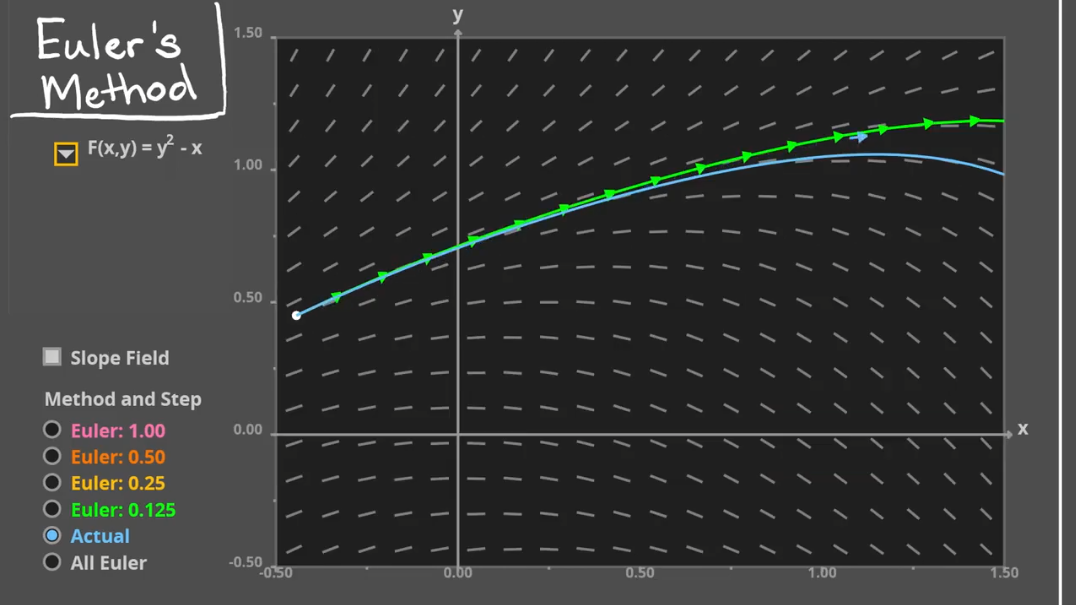 Euler's
Method
F(x,y) = y² - x
Slope Field
Method and Step
Euler: 1.00
Euler: 0.50
Euler: 0.25
Euler: 0.125
Actual
All Euler
y
1.50
1.00
0.50
0.00
x
-0.50
-0.50
0.00
0.50
1.00
1.50